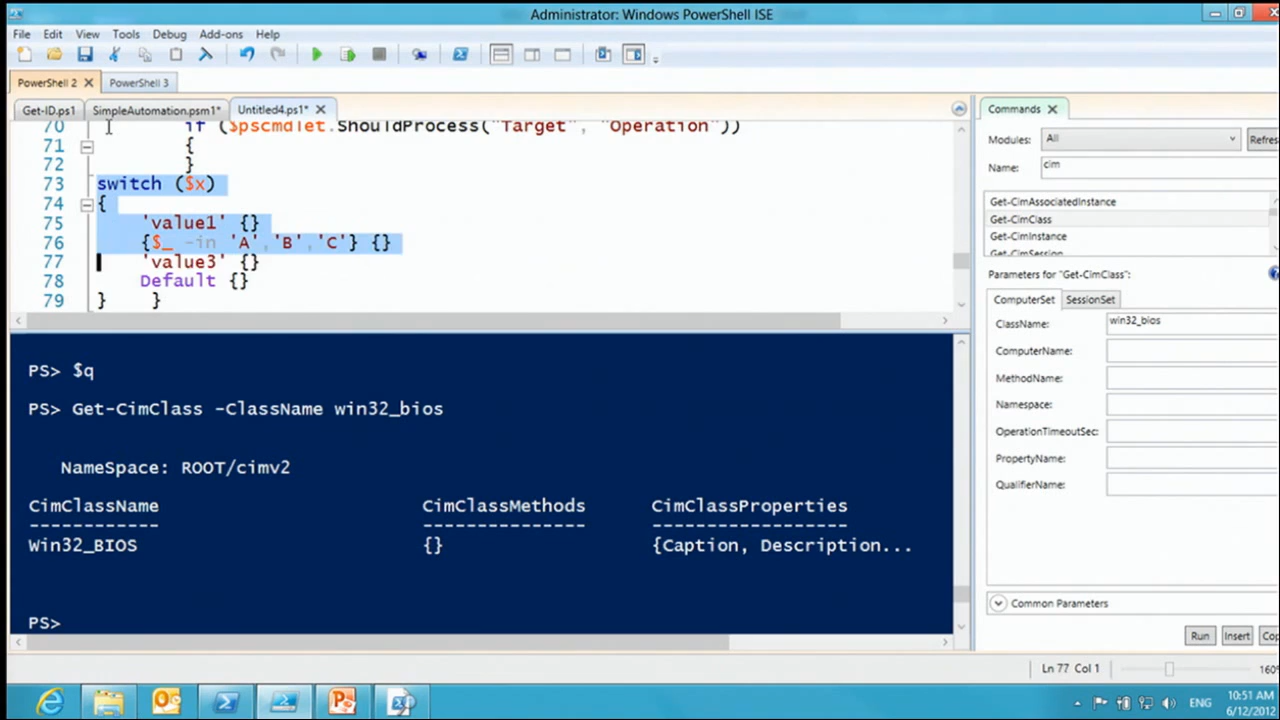 Administrator: Windows PowerShell ISE
File Edit View Tools Debug Add-ons Help
PowerShell 2 PowerShell 3
Get-ID.ps1 SimpleAutomation.psm1* Untitled4.ps1*
70 if ($pscmdlet.ShouldProcess("Target", "Operation"))
71 {
72 }
73 switch ($x)
74 {
75 'value1' {}
76 {$_ -in 'A','B','C'} {}
77 'value3' {}
78 Default {}
79 } }
PS> $q
PS> Get-CimClass -ClassName win32_bios
NameSpace: ROOT/cimv2
CimClassName CimClassMethods CimClassProperties
------------ --------------- ------------------
Win32_BIOS {} {Caption, Description...
PS>
Commands
Modules: All Refres
Name: cim
Get-CimAssociatedInstance
Get-CimClass
Get-CimInstance
Get-CimSession
Parameters for "Get-CimClass":
ComputerSet SessionSet
ClassName: win32_bios
ComputerName:
MethodName:
Namespace:
OperationTimeoutSec:
PropertyName:
QualifierName:
Common Parameters
Run Insert Cop
Ln 77 Col 1 160%
ENG 10:51 AM
6/12/2012